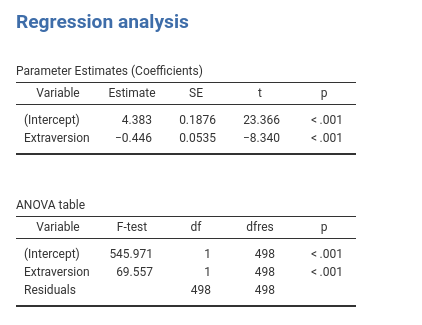 Regression analysis
Parameter Estimates (Coefficients)
Variable Estimate SE t p
(Intercept) 4.383 0.1876 23.366 < .001
Extraversion −0.446 0.0535 −8.340 < .001
ANOVA table
Variable F-test df dfres p
(Intercept) 545.971 1 498 < .001
Extraversion 69.557 1 498 < .001
Residuals 498 498